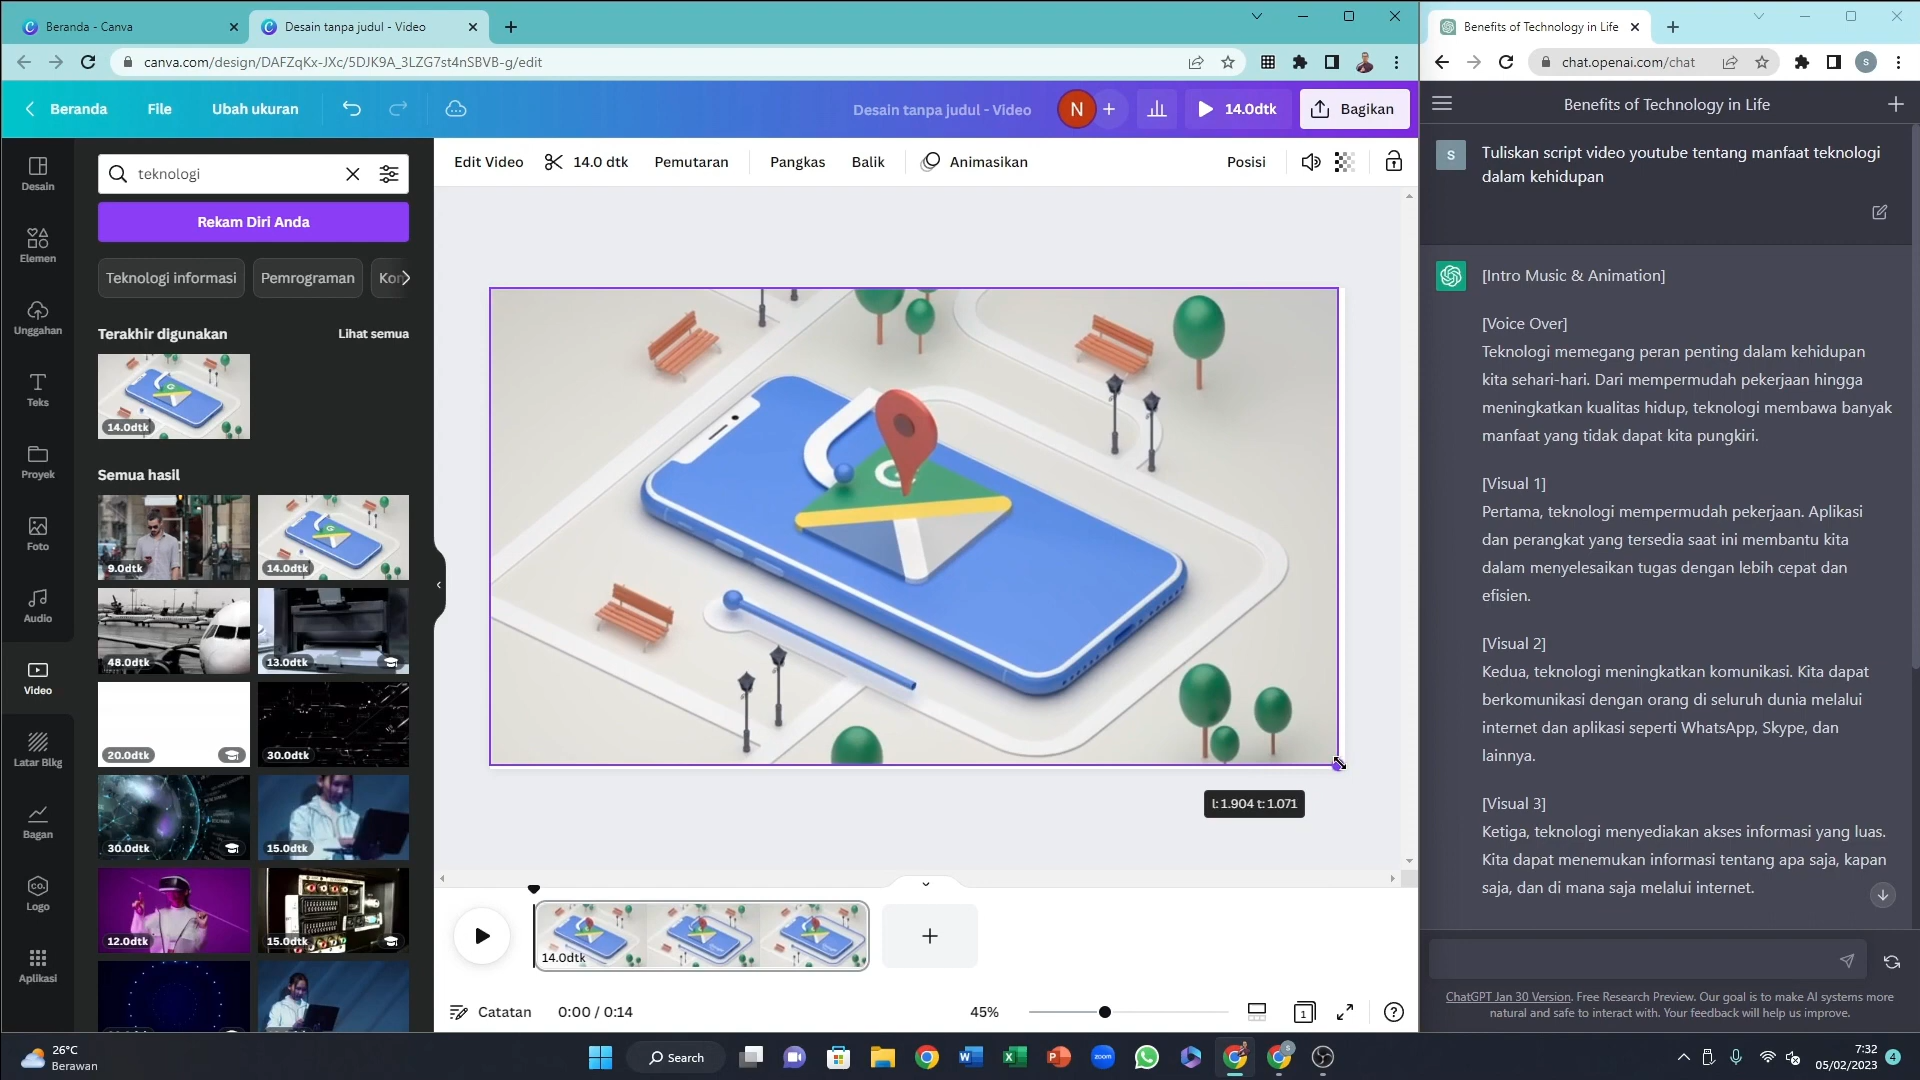 Beranda - Canva
Desain tanpa judul - Video
Benefits of Technology in Life
canva.com/design/DAFZqKx-JXc/5DJK9A_3LZG7st4nSBVB-g/edit
chat.openai.com/chat
S
Beranda
File
Ubah ukuran
Desain tanpa judul - Video
N
14.0dtk
Bagikan
Benefits of Technology in Life
Desain
Elemen
Unggahan
Teks
Proyek
Foto
Audio
Video
Latar Blkg
Bagan
CO.
Logo
Aplikasi
teknologi
Rekam Diri Anda
Teknologi informasi
Pemrograman
Terakhir digunakan
Lihat semua
14.0dtk
Semua hasil
9.0dtk
14.0dtk
48.0dtk
13.0dtk
20.0dtk
30.0dtk
30.0dtk
15.0dtk
12.0dtk
15.0dtk
Edit Video
14.0 dtk
Pemutaran
Pangkas
Balik
Animasikan
Posisi
G
l: 1.904 t: 1.071
14.0dtk
Catatan
0:00 / 0:14
45%
1
S
Tuliskan script video youtube tentang manfaat teknologi
dalam kehidupan
[Intro Music & Animation]
[Voice Over]
Teknologi memegang peran penting dalam kehidupan
kita sehari-hari. Dari mempermudah pekerjaan hingga
meningkatkan kualitas hidup, teknologi membawa banyak
manfaat yang tidak dapat kita pungkiri.
[Visual 1]
Pertama, teknologi mempermudah pekerjaan. Aplikasi
dan perangkat yang tersedia saat ini membantu kita
dalam menyelesaikan tugas dengan lebih cepat dan
efisien.
[Visual 2]
Kedua, teknologi meningkatkan komunikasi. Kita dapat
berkomunikasi dengan orang di seluruh dunia melalui
internet dan aplikasi seperti WhatsApp, Skype, dan
lainnya.
[Visual 3]
Ketiga, teknologi menyediakan akses informasi yang luas.
Kita dapat menemukan informasi tentang apa saja, kapan
saja, dan di mana saja melalui internet.
ChatGPT Jan 30 Version. Free Research Preview. Our goal is to make AI systems more
natural and safe to interact with. Your feedback will help us improve.
26°C
Berawan
Search
zoom
7:32
05/02/2023
4